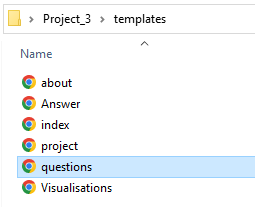 Project_3 > templates
Name
about
Answer
index
project
questions
Visualisations